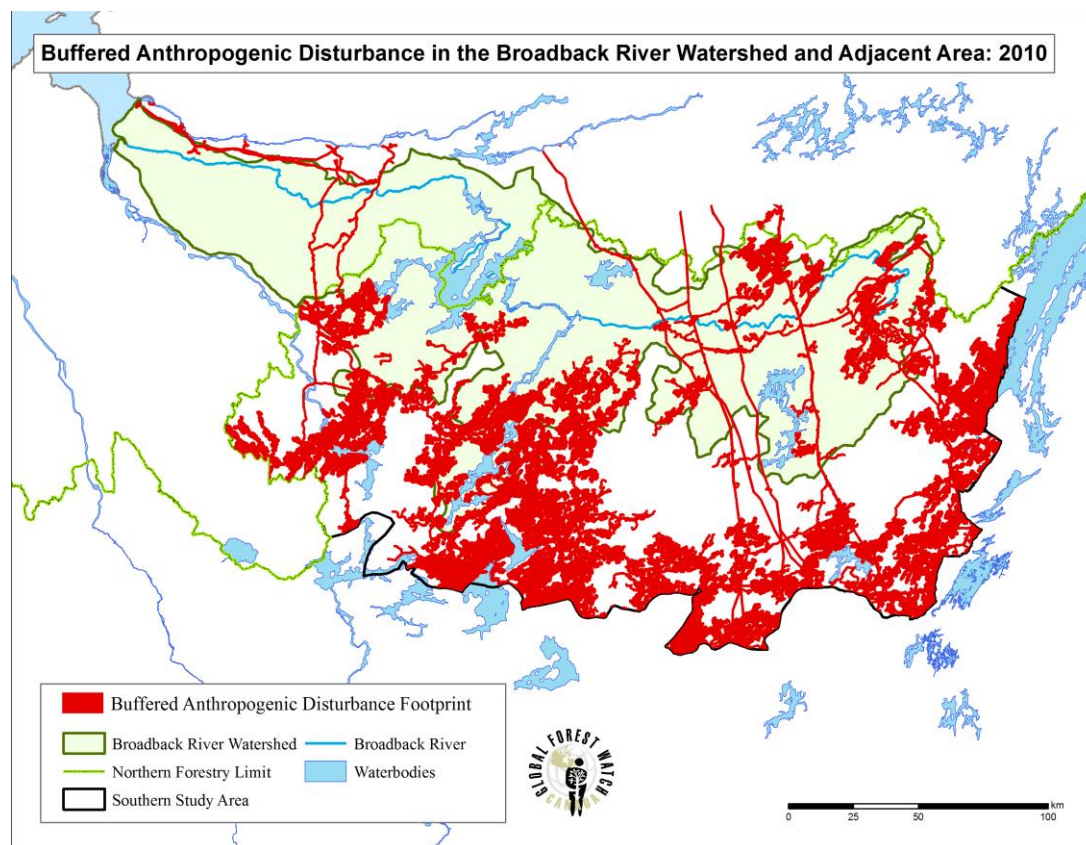 Buffered Anthropogenic Disturbance in the Broadback River Watershed and Adjacent Area: 2010
Buffered Anthropogenic Disturbance Footprint
Broadback River Watershed
Broadback River
Northern Forestry Limit
Waterbodies
Southern Study Area
GLOBAL FOREST WATCH
CANADA
km
0 25 50 100